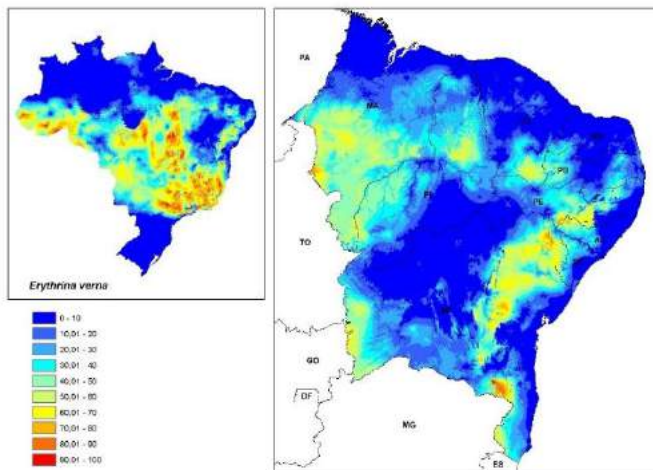 Erythrina verna
0 - 10
10,01 - 20
20,01 - 30
30,01 - 40
40,01 - 50
50,01 - 60
60,01 - 70
70,01 - 80
80,01 - 90
90,01 - 100
PA
MA
PB
PI
PE
AL
TO
GO
DF
MG
ES